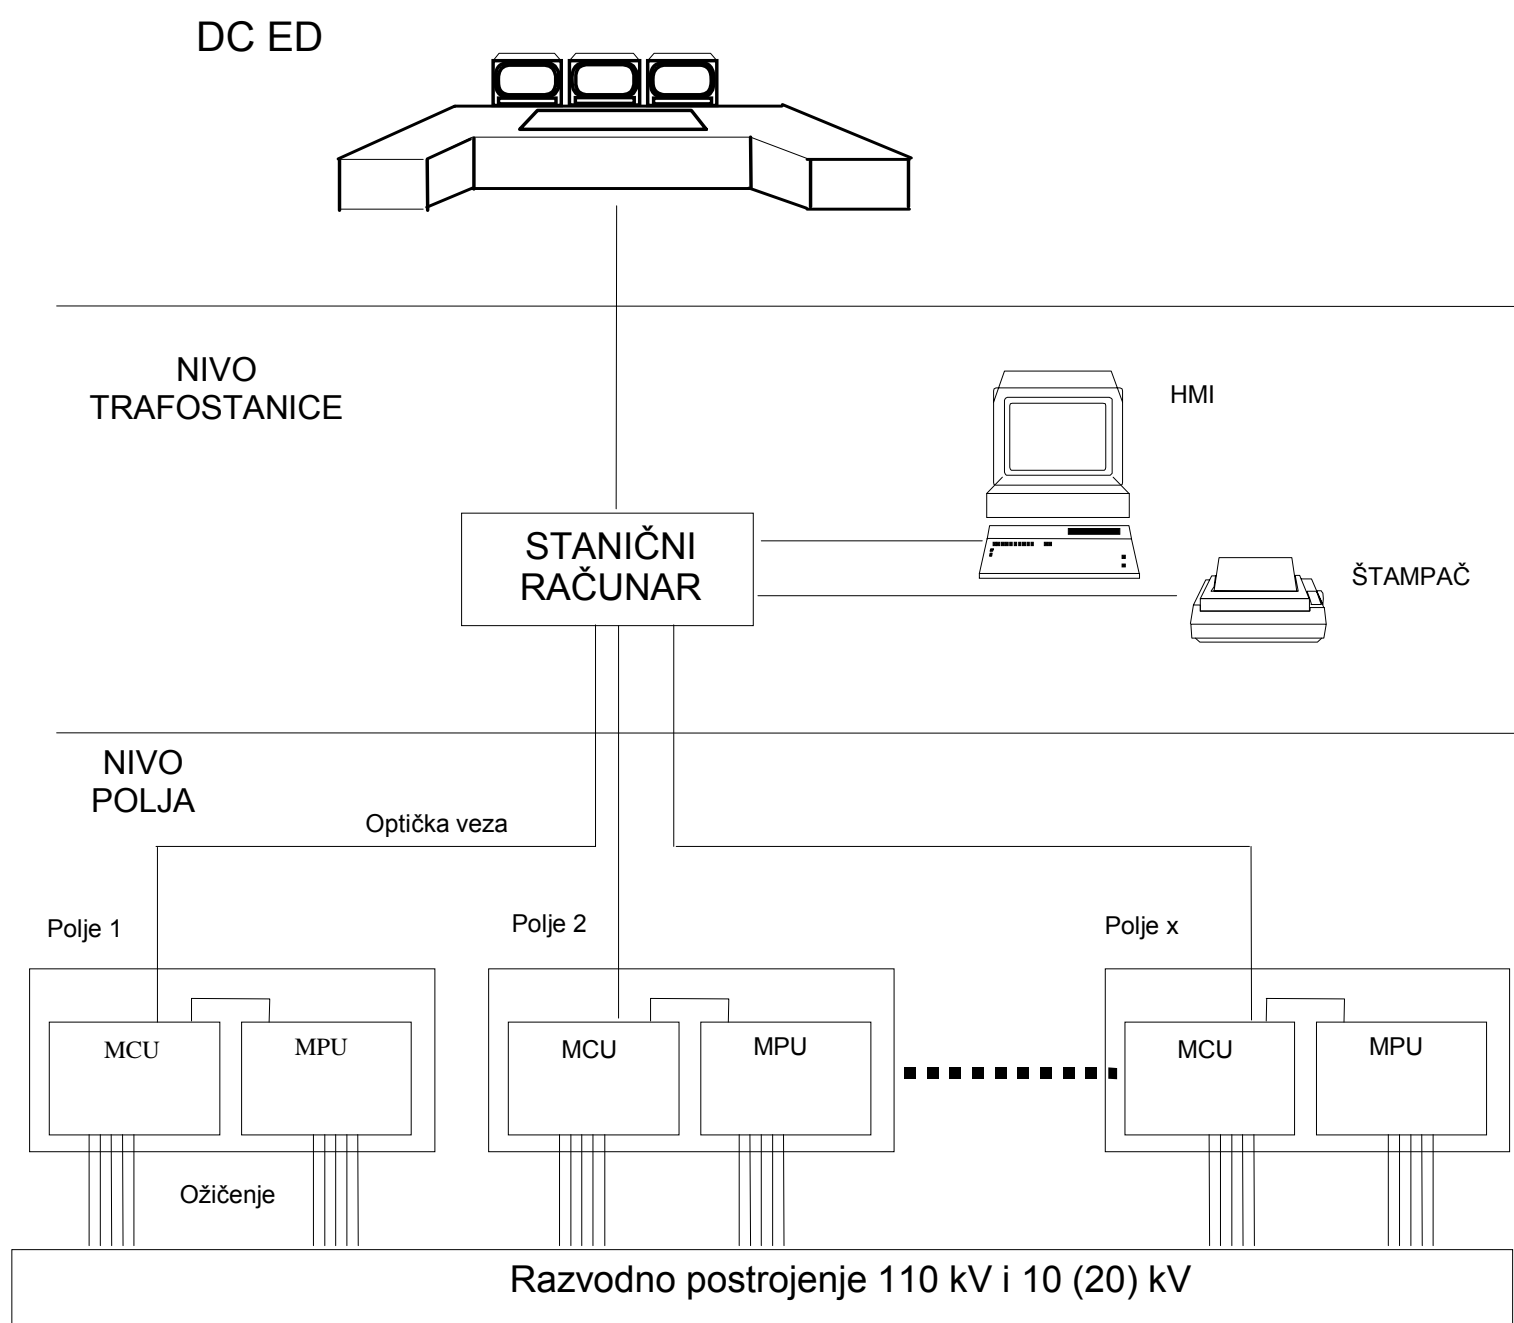 DC ED
NIVO
TRAFOSTANICE
HMI
STANIČNI
RAČUNAR
ŠTAMPAČ
NIVO
POLJA
Optička veza
Polje 1
Polje 2
Polje x
MCU
MPU
MCU
MPU
MCU
MPU
Ožičenje
Razvodno postrojenje 110 kV i 10 (20) kV